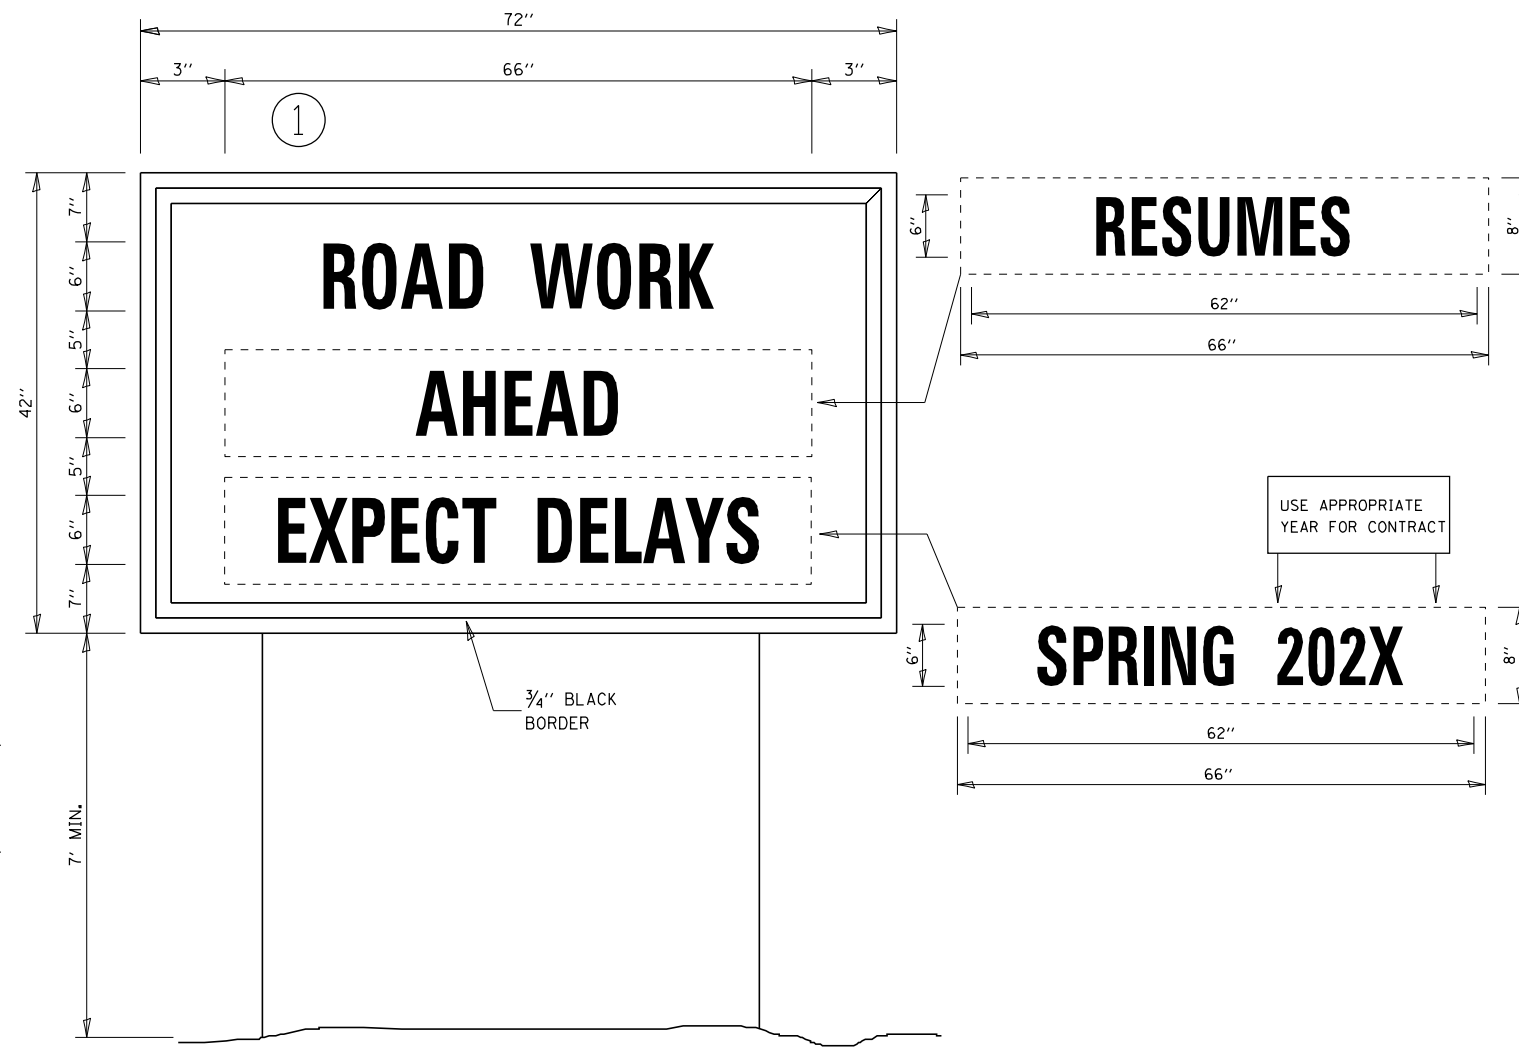 72''
3'' 66'' 3''
1
7''
6''
5''
6''
5''
6''
7''
42''
ROAD WORK
AHEAD
EXPECT DELAYS
3/4'' BLACK
BORDER
7' MIN.
6''
RESUMES
8''
62''
66''
USE APPROPRIATE
YEAR FOR CONTRACT
6''
SPRING 202X
8''
62''
66''